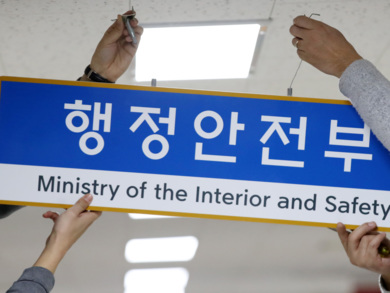 행정안전부
Ministry of the Interior and Safety